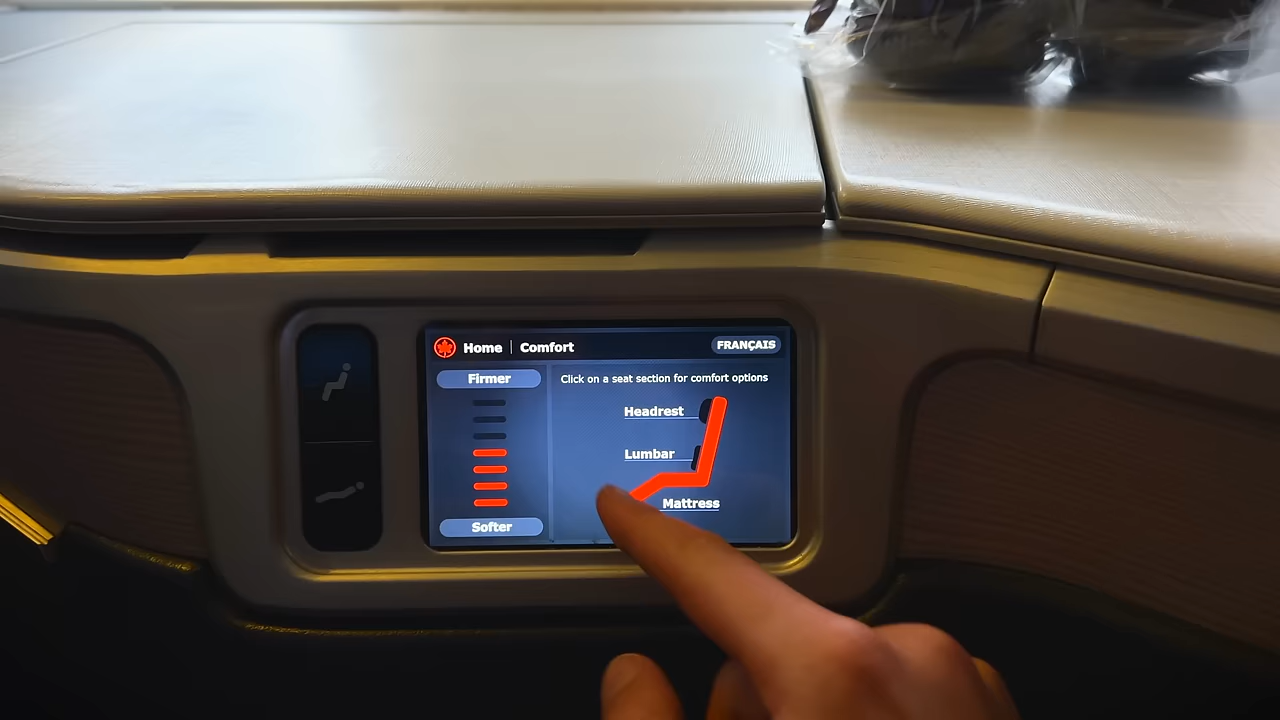 Home | Comfort
FRANÇAIS
Firmer
Softer
Click on a seat section for comfort options
Headrest
Lumbar
Mattress